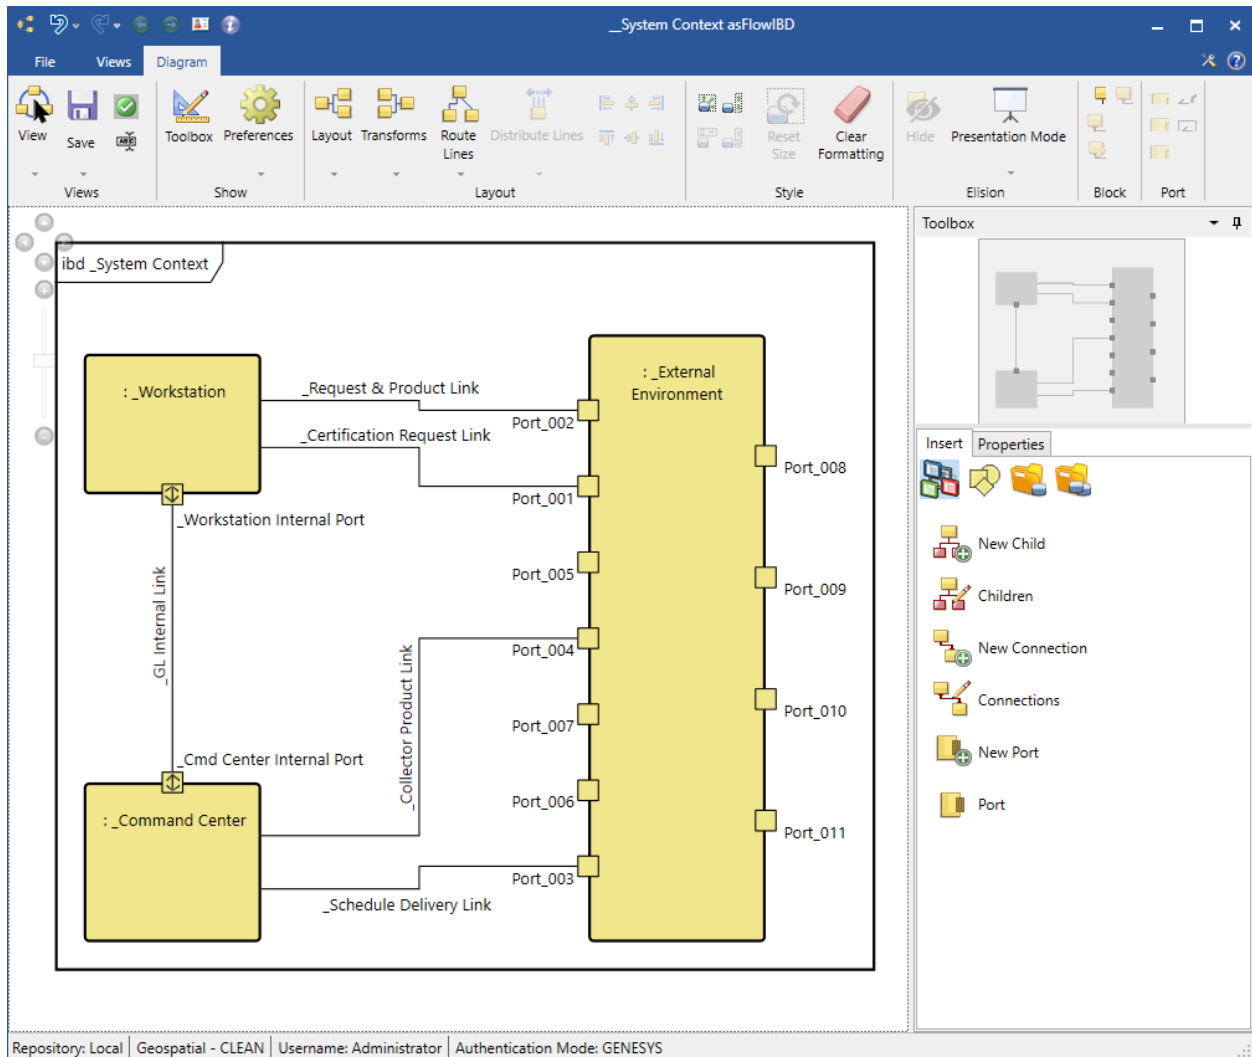 __System Context asFlowIBD
File Views Diagram
View Save Toolbox Preferences Layout Transforms Route Lines Distribute Lines Reset Size Clear Formatting Hide Presentation Mode
Views Show Layout Style Elision Block Port
Toolbox
ibd _System Context
: _Workstation
_Request & Product Link
: _External
Environment
Port_002
_Certification Request Link
Port_001
Port_008
_Workstation Internal Port
Port_005
Port_009
_GL Internal Link
Port_004
_Collector Product Link
Port_007
Port_010
_Cmd Center Internal Port
Port_006
: _Command Center
Port_011
Port_003
_Schedule Delivery Link
Insert Properties
New Child
Children
New Connection
Connections
New Port
Port
Repository: Local Geospatial - CLEAN Username: Administrator Authentication Mode: GENESYS